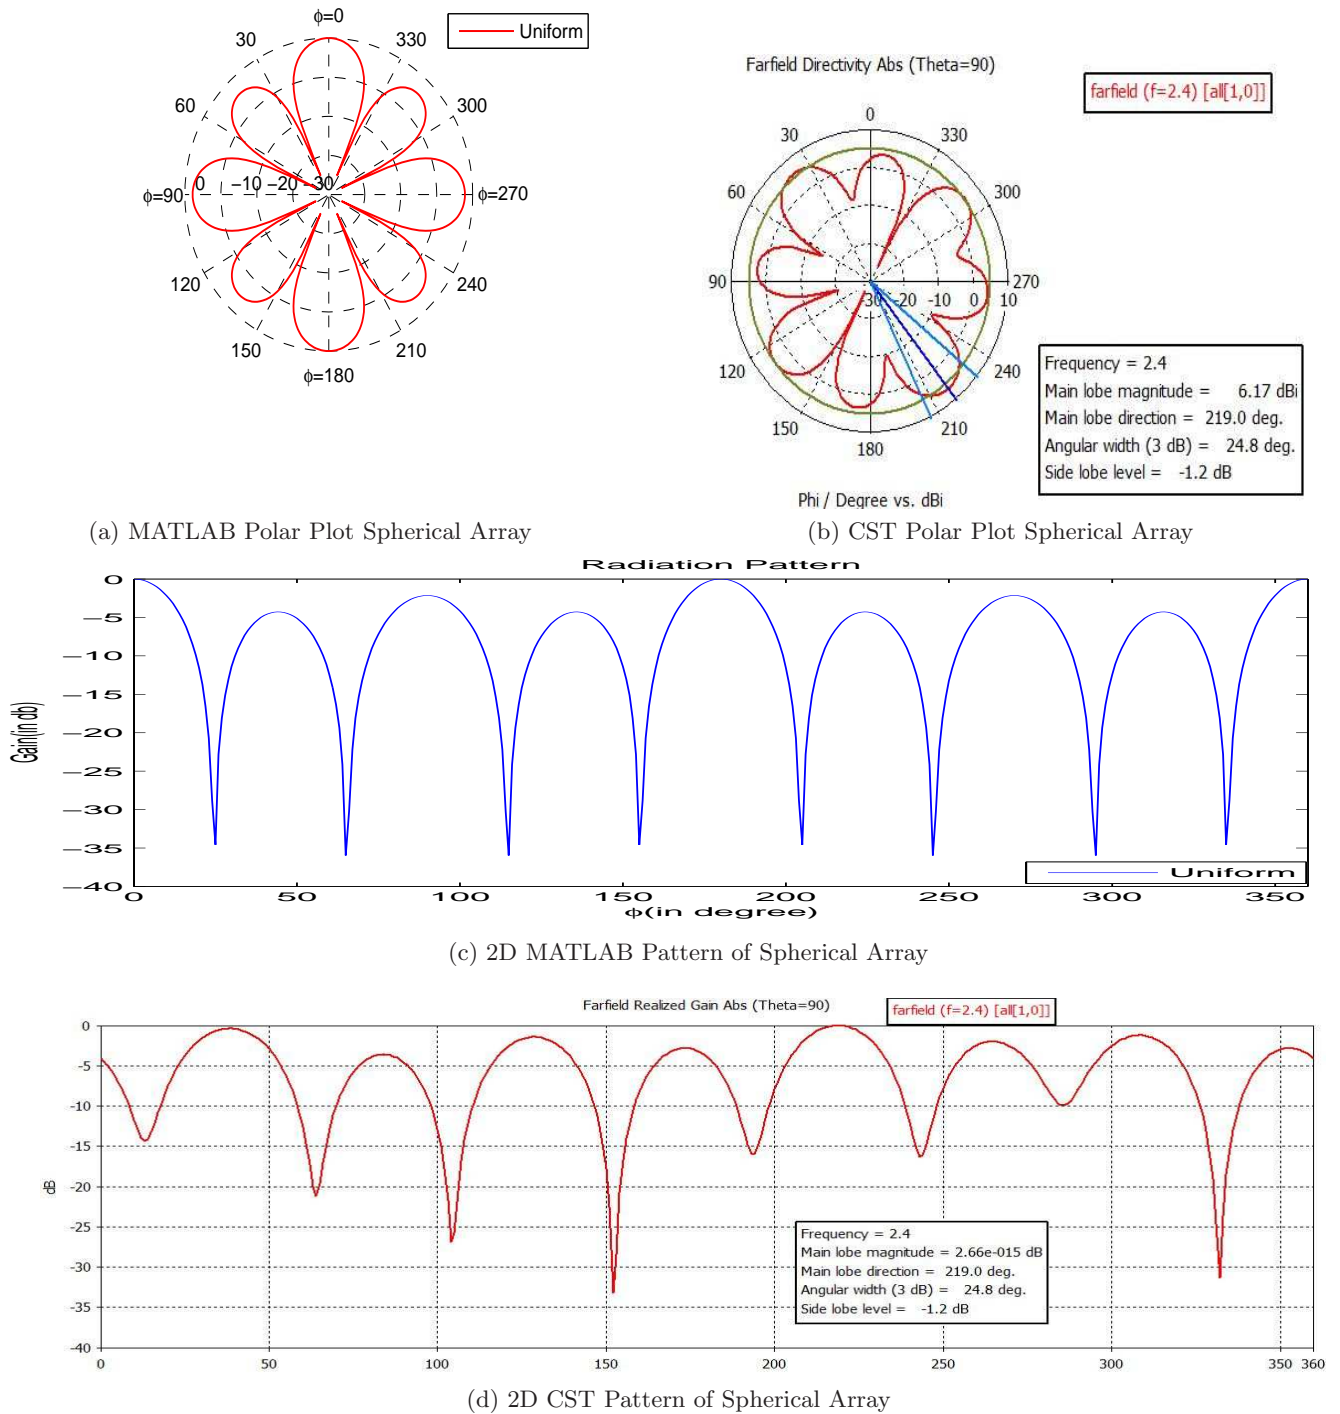 ϕ=0
Uniform
30
330
60
300
ϕ=90
0
−10
−20
−30
ϕ=270
120
240
150
210
ϕ=180
Farfield Directivity Abs (Theta=90)
farfield (f=2.4) [all[1,0]]
0
30
330
60
300
90
-30
-20
-10
0
10
270
120
240
150
210
180
Frequency = 2.4
Main lobe magnitude = 6.17 dBi
Main lobe direction = 219.0 deg.
Angular width (3 dB) = 24.8 deg.
Side lobe level = -1.2 dB
Phi / Degree vs. dBi
(a) MATLAB Polar Plot Spherical Array
(b) CST Polar Plot Spherical Array
Radiation Pattern
Gain(in db)
0
−5
−10
−15
−20
−25
−30
−35
−40
Uniform
0 50 100 150 200 250 300 350
ϕ(in degree)
(c) 2D MATLAB Pattern of Spherical Array
Farfield Realized Gain Abs (Theta=90)
farfield (f=2.4) [all[1,0]]
dB
0
-5
-10
-15
-20
-25
-30
-35
-40
Frequency = 2.4
Main lobe magnitude = 2.66e-015 dB
Main lobe direction = 219.0 deg.
Angular width (3 dB) = 24.8 deg.
Side lobe level = -1.2 dB
0 50 100 150 200 250 300 350 360
(d) 2D CST Pattern of Spherical Array